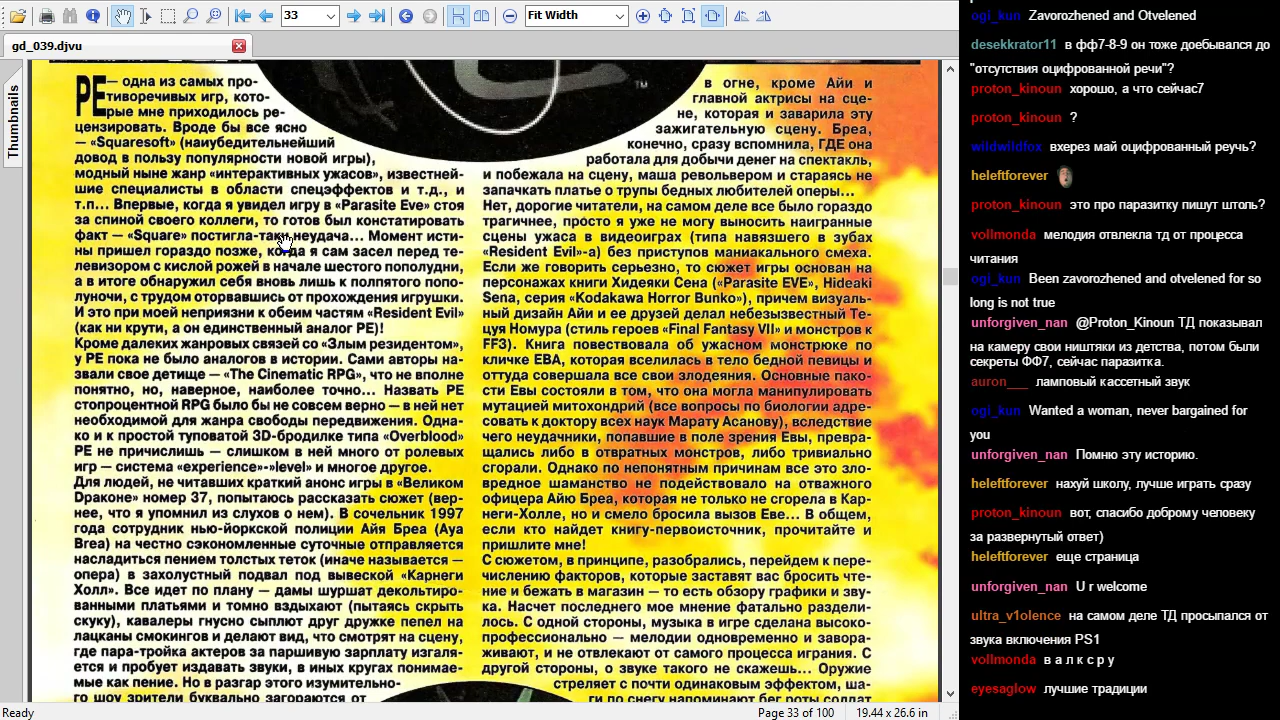 33
Fit Width
gd_039.djvu
Thumbnails
РЕ— одна из самых про-
тиворечивых игр, кото-
рые мне приходилось ре-
цензировать. Вроде бы все ясно
— «Squaresoft» (наиубедительнейший
довод в пользу популярности новой игры),
модный ныне жанр «интерактивных ужасов», известней-
шие специалисты в области спецэффектов и т.д., и
т.п... Впервые, когда я увидел игру в «Parasite Eve» стоя
за спиной своего коллеги, то готов был констатировать
факт — «Square» постигла-таки неудача... Момент исти-
ны пришел гораздо позже, когда я сам засел перед те-
левизором с кислой рожей в начале шестого пополудни,
а в итоге обнаружил себя вновь лишь к полпятого попо-
луночи, с трудом оторвавшись от прохождения игрушки.
И это при моей неприязни к обеим частям «Resident Evil»
(как ни крути, а он единственный аналог РЕ)!
Кроме далеких жанровых связей со «Злым резидентом»,
у РЕ пока не было аналогов в истории. Сами авторы на-
звали свое детище — «The Cinematic RPG», что не вполне
понятно, но, наверное, наиболее точно... Назвать РЕ
стопроцентной RPG было бы не совсем верно — в ней нет
необходимой для жанра свободы передвижения. Одна-
ко и к простой туповатой 3D-бродилке типа «Overblood»
РЕ не причислишь — слишком в ней много от ролевых
игр — система «experience»-»level» и многое другое.
Для людей, не читавших краткий анонс игры в «Великом
Dраконе» номер 37, попытаюсь рассказать сюжет (вер-
нее, что я упомнил из слухов о нем). В сочельник 1997
года сотрудник нью-йоркской полиции Айя Бреа (Aya
Brea) на честно сэкономленные суточные отправляется
насладиться пением толстых теток (иначе называется —
опера) в захолустный подвал под вывеской «Карнеги
Холл». Все идет по плану — дамы шуршат декольтиро-
ванными платьями и томно вздыхают (пытаясь скрыть
скуку), кавалеры гнусно сыплют друг дружке пепел на
лацканы смокингов и делают вид, что смотрят на сцену,
где пара-тройка актеров за паршивую зарплату изгаля-
ется и пробует издавать звуки, в иных кругах понимае-
мые как пение. Но в разгар этого изумительно-
го шоу зрители буквально загораются от
TM
в огне, кроме Айи и
главной актрисы на сце-
не, которая и заварила эту
зажигательную сцену. Бреа,
конечно, сразу вспомнила, ГДЕ она
работала для добычи денег на спектакль,
и побежала на сцену, маша револьвером и стараясь не
запачкать платье о трупы бедных любителей оперы...
Нет, дорогие читатели, на самом деле все было гораздо
трагичнее, просто я уже не могу выносить наигранные
сцены ужаса в видеоиграх (типа навязшего в зубах
«Resident Evil»-а) без приступов маниакального смеха.
Если же говорить серьезно, то сюжет игры основан на
персонажах книги Хидеяки Сена («Parasite EVE», Hideaki
Sena, серия «Kodakawa Horror Bunko»), причем визуаль-
ный дизайн Айи и ее друзей делал небезызвестный Те-
цуя Номура (стиль героев «Final Fantasy VII» и монстров к
FF3). Книга повествовала об ужасном монстрюке по
кличке ЕВА, которая вселилась в тело бедной певицы и
оттуда совершала все свои злодеяния. Основные пако-
сти Евы состояли в том, что она могла манипулировать
мутацией митохондрий (все вопросы по биологии адре-
совать к доктору всех наук Марату Асанову), вследствие
чего неудачники, попавшие в поле зрения Евы, превра-
щались либо в отвратных монстров, либо тривиально
сгорали. Однако по непонятным причинам все это зло-
вредное шаманство не подействовало на отважного
офицера Айю Бреа, которая не только не сгорела в Кар-
неги-Холле, но и смело бросила вызов Еве... В общем,
если кто найдет книгу-первоисточник, прочитайте и
пришлите мне!
С сюжетом, в принципе, разобрались, перейдем к пере-
числению факторов, которые заставят вас бросить чте-
ние и бежать в магазин — то есть обзору графики и зву-
ка. Насчет последнего мое мнение фатально раздели-
лось. С одной стороны, музыка в игре сделана высоко-
профессионально — мелодии одновременно и завора-
живают, и не отвлекают от самого процесса играния. С
другой стороны, о звуке такого не скажешь... Оружие
стреляет с почти одинаковым эффектом, ша-
ги по снегу напоминают бег роты солдат
Ready
Page 33 of 100
19.44 x 26.6 in
ogi_kun Zavorozhened and Otvelened
desekkrator11 в фф7-8-9 он тоже доебывался до
"отсутствия оцифрованной речи"?
proton_kinoun хорошо, а что сейчас7
proton_kinoun ?
wildwildfox вхерез май оцифрованный реучь?
heleftforever
proton_kinoun это про паразитку пишут штоль?
vollmonda мелодия отвлекла тд от процесса
читания
ogi_kun Been zavorozhened and otvelened for so
long is not true
unforgiven_nan @Proton_Kinoun ТД показывал
на камеру свои ништяки из детства, потом были
секреты ФФ7, сейчас паразитка.
auron___ ламповый кассетный звук
ogi_kun Wanted a woman, never bargained for
you
unforgiven_nan Помню эту историю.
heleftforever нахуй школу, лучше играть сразу
proton_kinoun вот, спасибо доброму человеку
за развернутый ответ)
heleftforever еще страница
unforgiven_nan U r welcome
ultra_v1olence на самом деле ТД просыпался от
звука включения PS1
vollmonda в а л к с р у
eyesaglow лучшие традиции